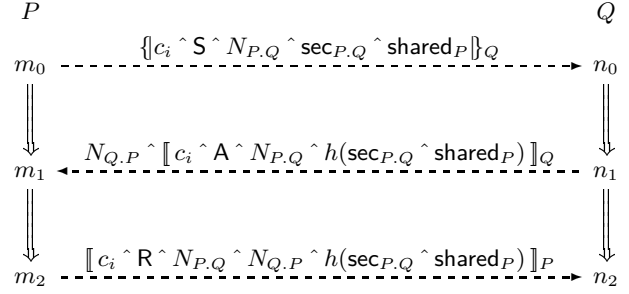 P Q
{|c_i ˆ S ˆ N_{P.Q} ˆ sec_{P.Q} ˆ shared_P|}_Q
m_0 n_0
N_{Q.P} ˆ ⟦ c_i ˆ A ˆ N_{P.Q} ˆ h(sec_{P.Q} ˆ shared_P) ⟧_Q
m_1 n_1
⟦ c_i ˆ R ˆ N_{P.Q} ˆ N_{Q.P} ˆ h(sec_{P.Q} ˆ shared_P) ⟧_P
m_2 n_2